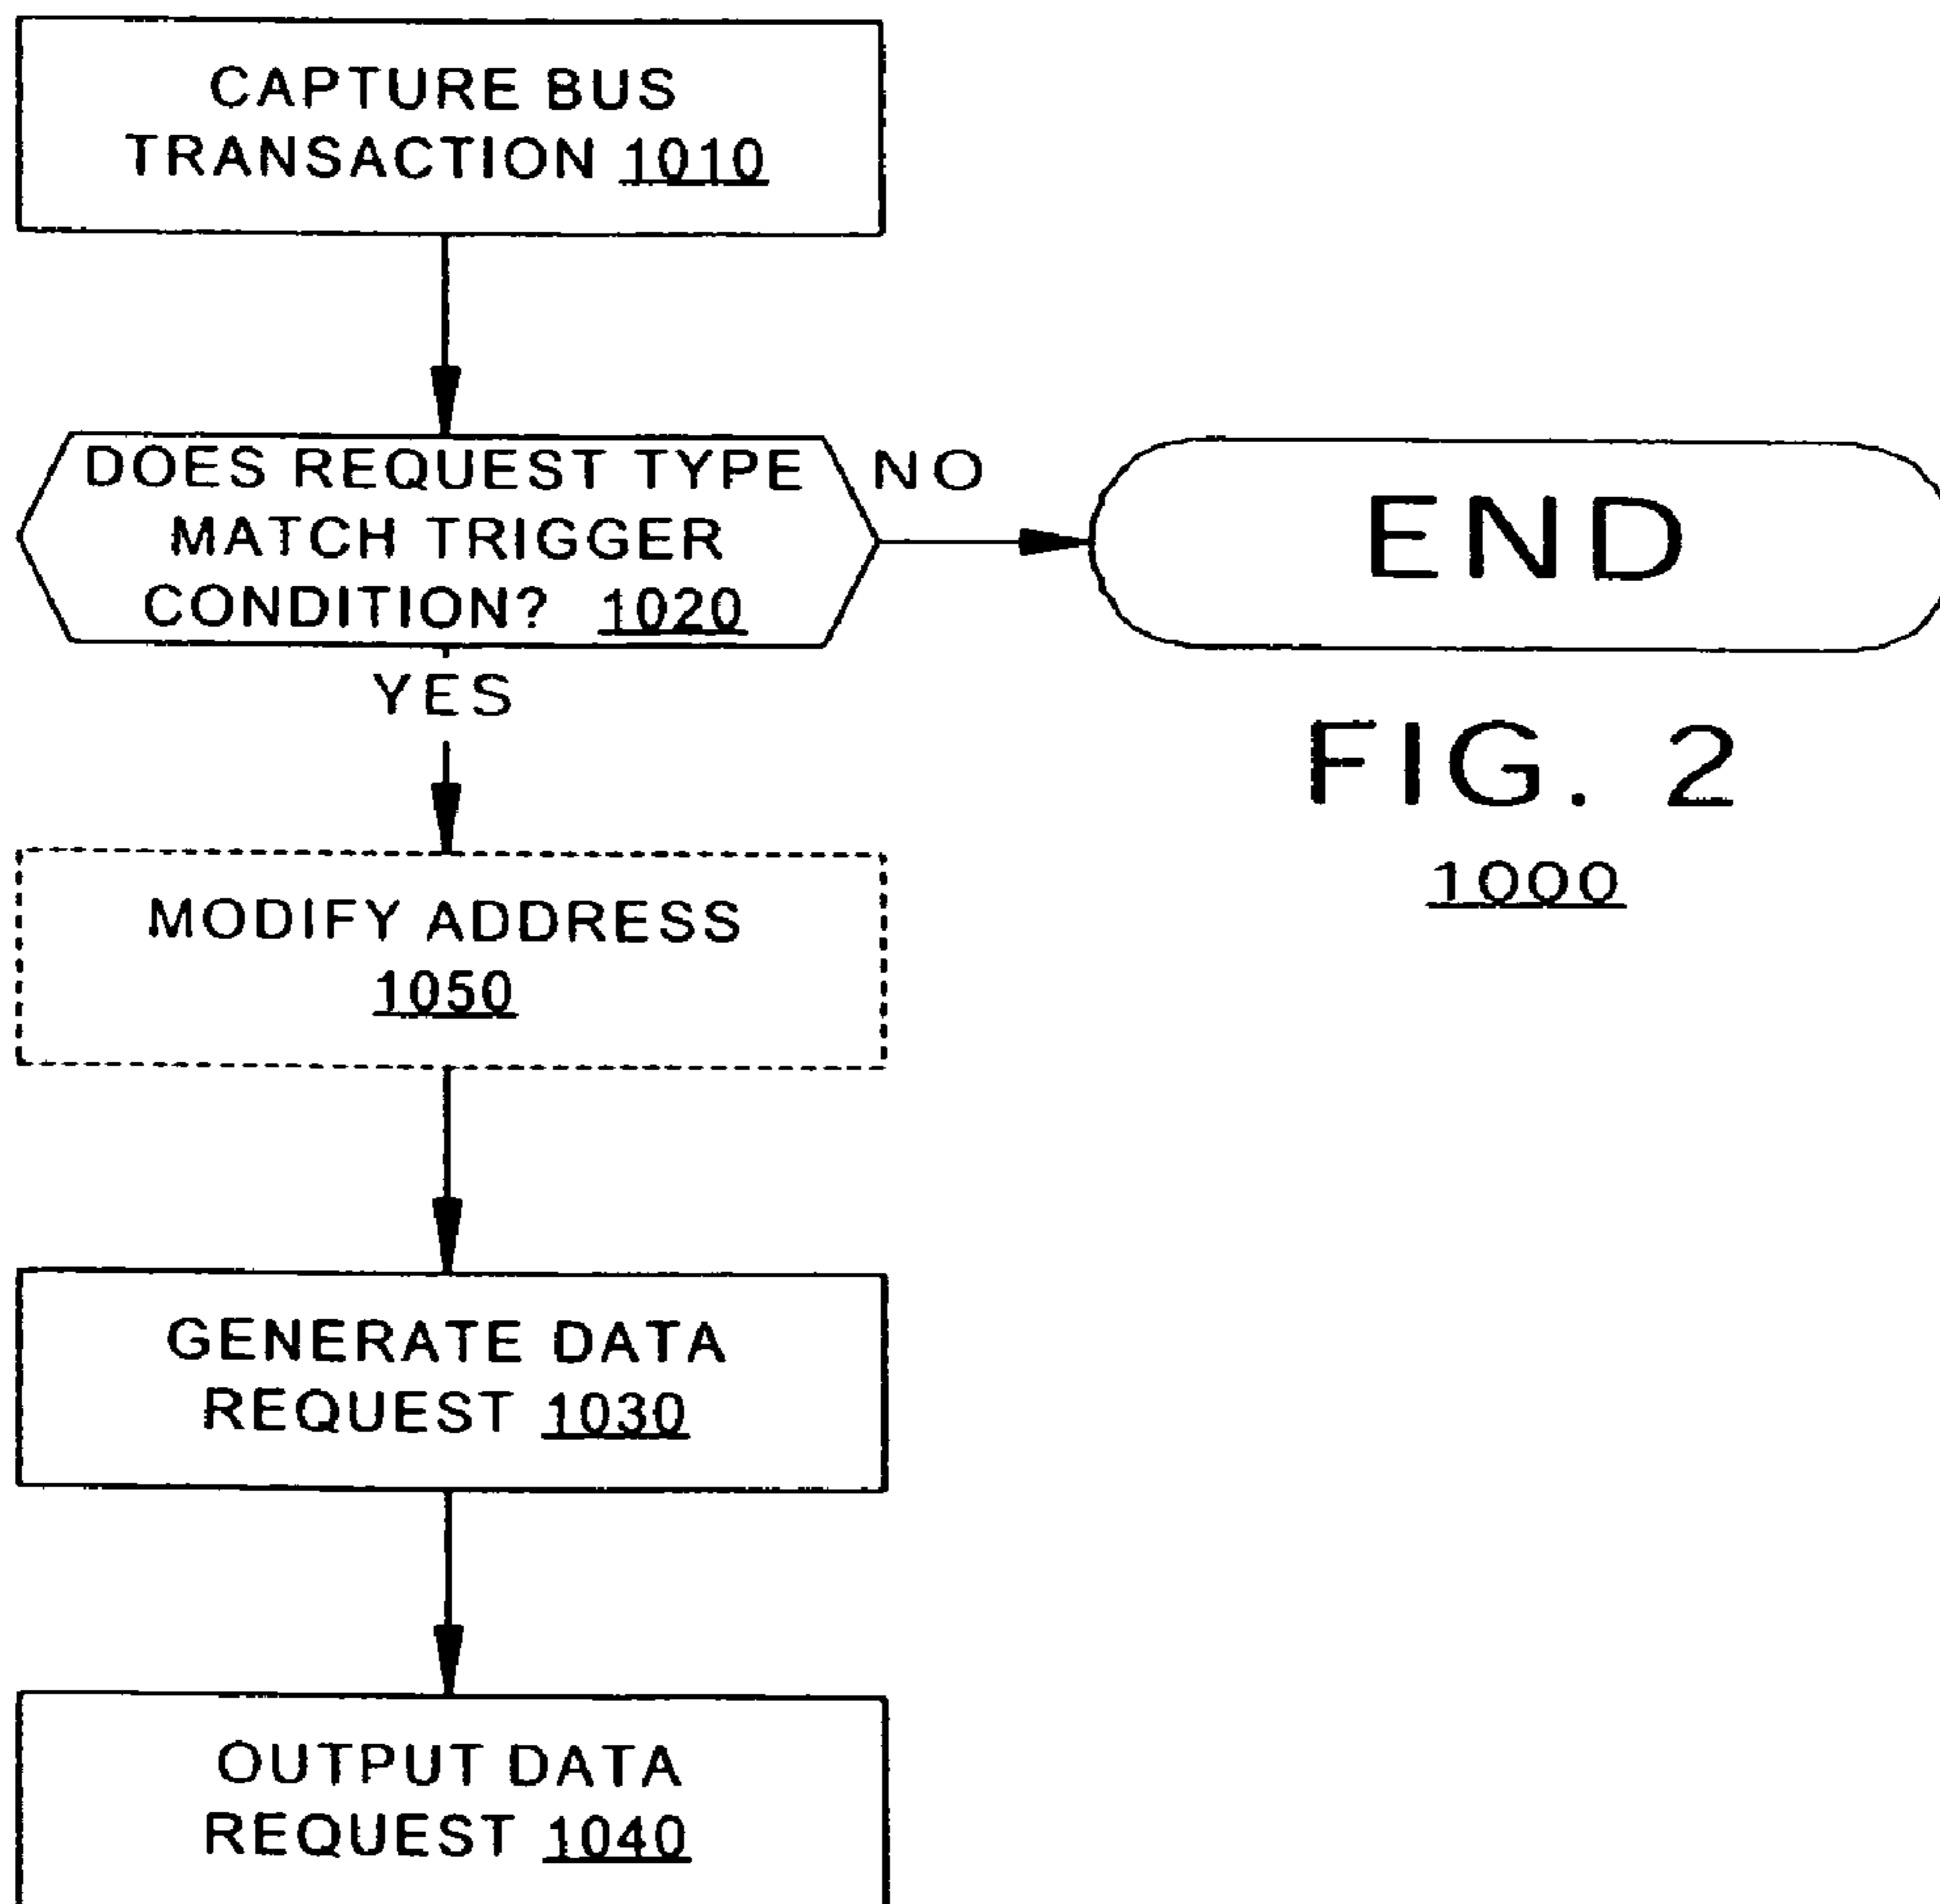 CAPTURE BUS
TRANSACTION 1010
DOES REQUEST TYPE
MATCH TRIGGER
CONDITION? 1020
NO
END
YES
FIG. 2
1000
MODIFY ADDRESS
1050
GENERATE DATA
REQUEST 1030
OUTPUT DATA
REQUEST 1040